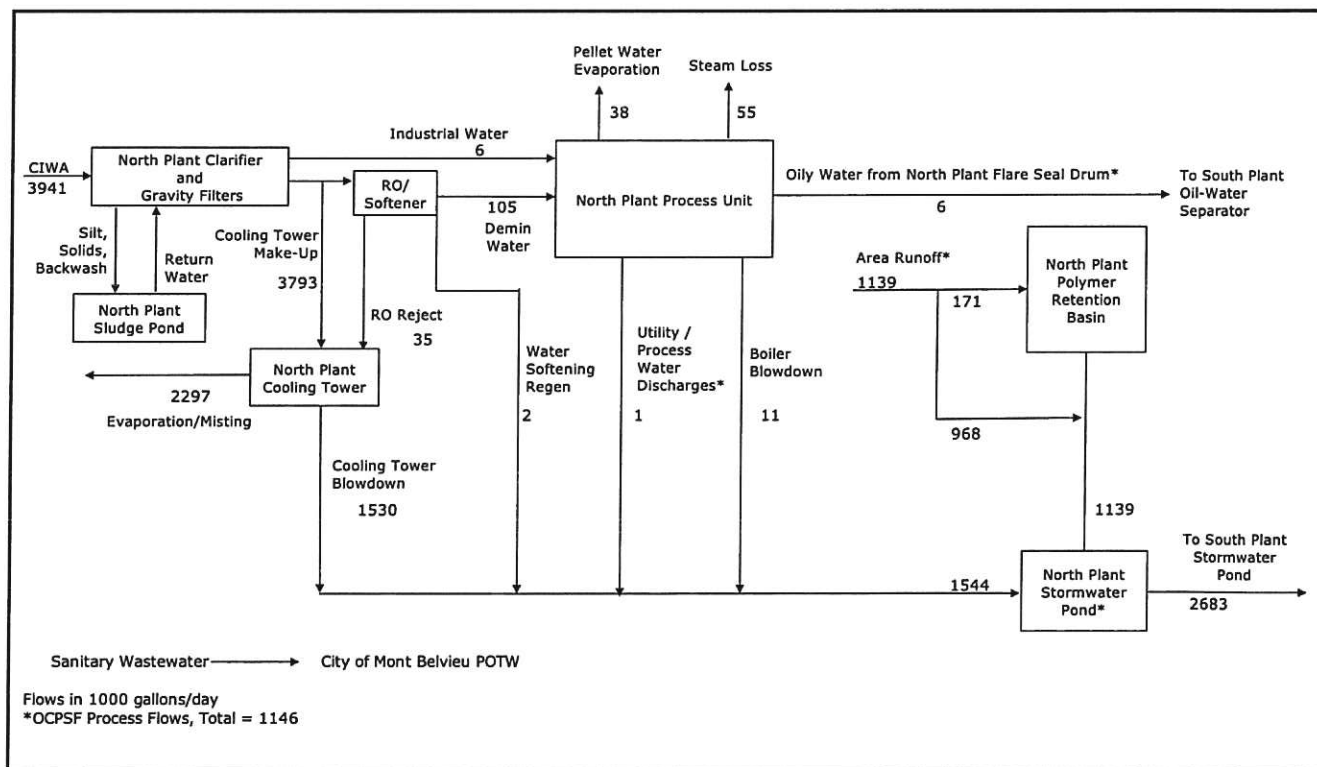 Pellet Water
Evaporation
38
Steam Loss
55
Industrial Water
6
CIWA
3941
North Plant Clarifier
and
Gravity Filters
RO/
Softener
105
Demin
Water
North Plant Process Unit
Oily Water from North Plant Flare Seal Drum*
6
To South Plant
Oil-Water
Separator
Silt,
Solids,
Backwash
Return
Water
Cooling Tower
Make-Up
3793
North Plant
Sludge Pond
RO Reject
35
Area Runoff*
1139
171
North Plant
Polymer
Retention
Basin
North Plant
Cooling Tower
2297
Evaporation/Misting
Water
Softening
Regen
2
Utility /
Process
Water
Discharges*
1
Boiler
Blowdown
11
968
Cooling Tower
Blowdown
1530
1139
1544
North Plant
Stormwater
Pond*
To South Plant
Stormwater
Pond
2683
Sanitary Wastewater
City of Mont Belvieu POTW
Flows in 1000 gallons/day
*OCPSF Process Flows, Total = 1146